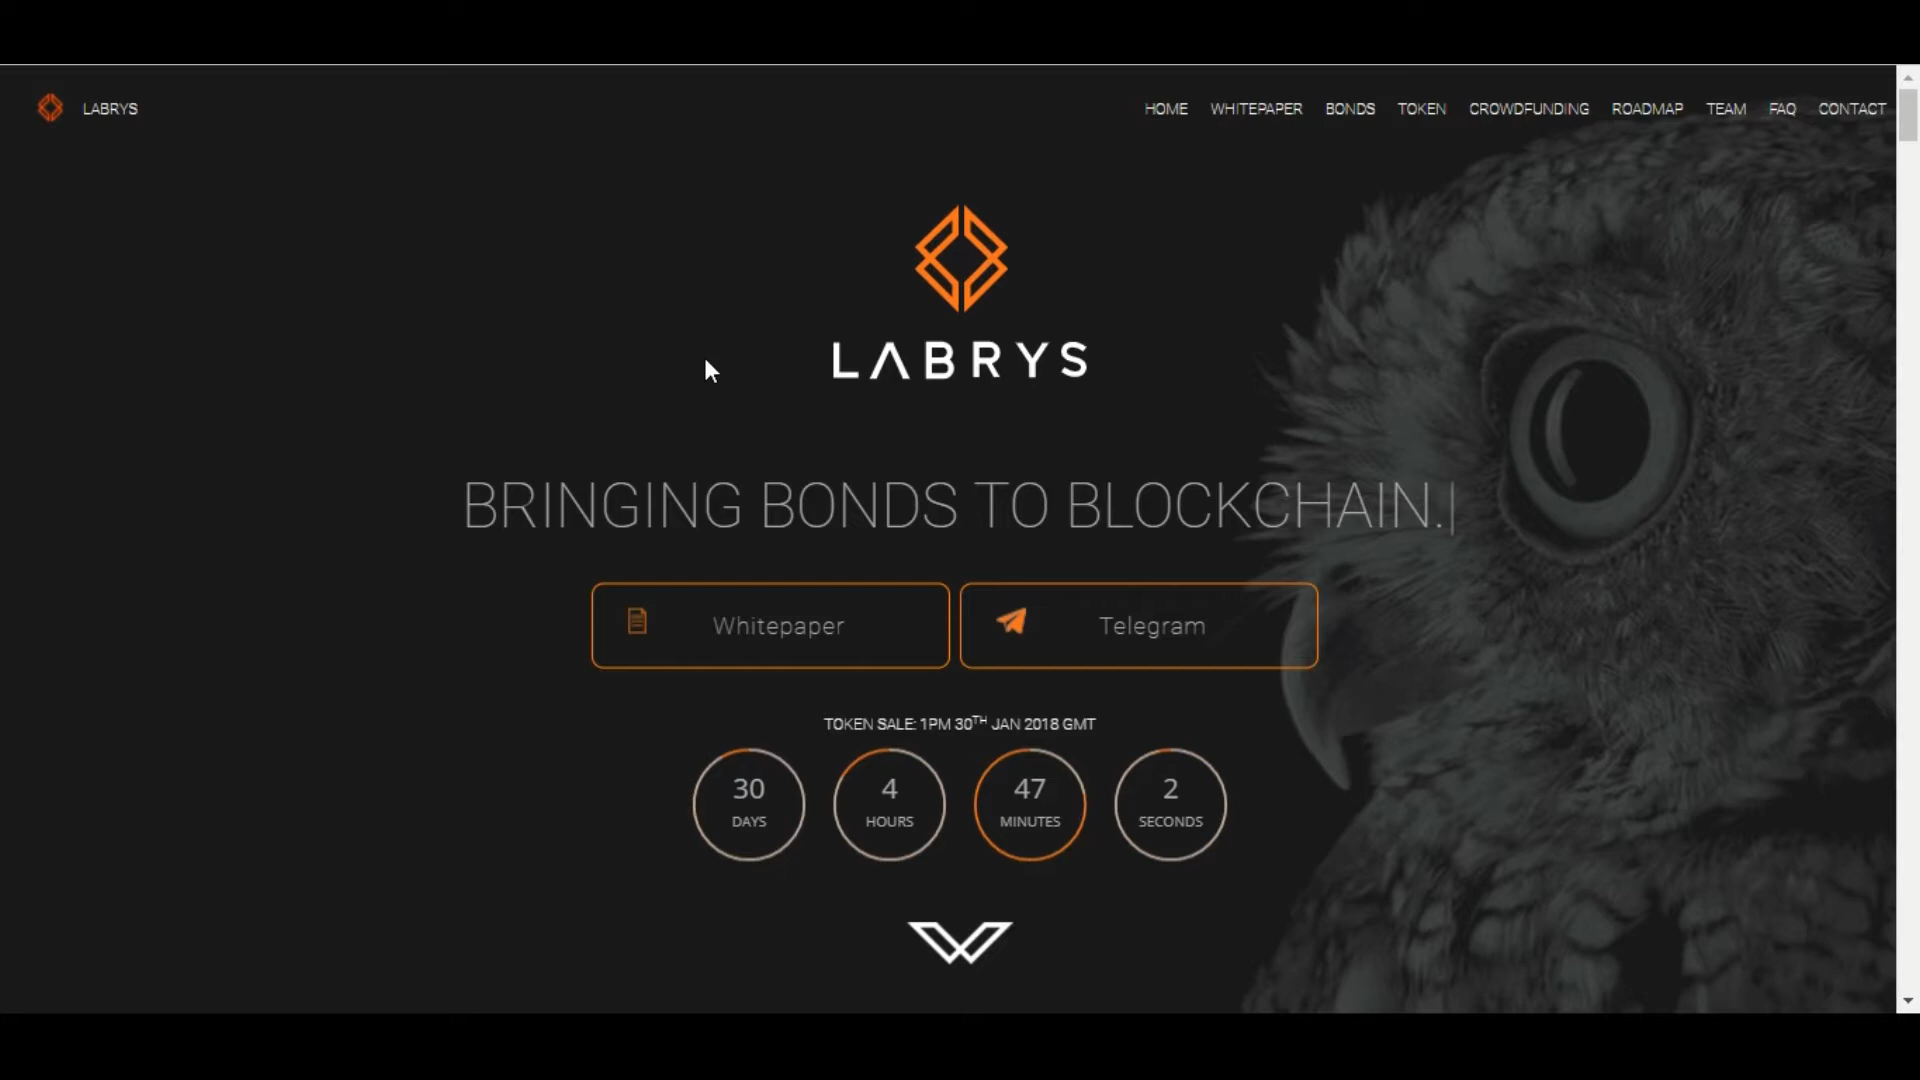 LABRYS
HOME WHITEPAPER BONDS TOKEN CROWDFUNDING ROADMAP TEAM FAQ CONTACT
LABRYS
BRINGING BONDS TO BLOCKCHAIN.|
Whitepaper
Telegram
TOKEN SALE: 1PM 30TH JAN 2018 GMT
30 4 47 2
DAYS HOURS MINUTES SECONDS